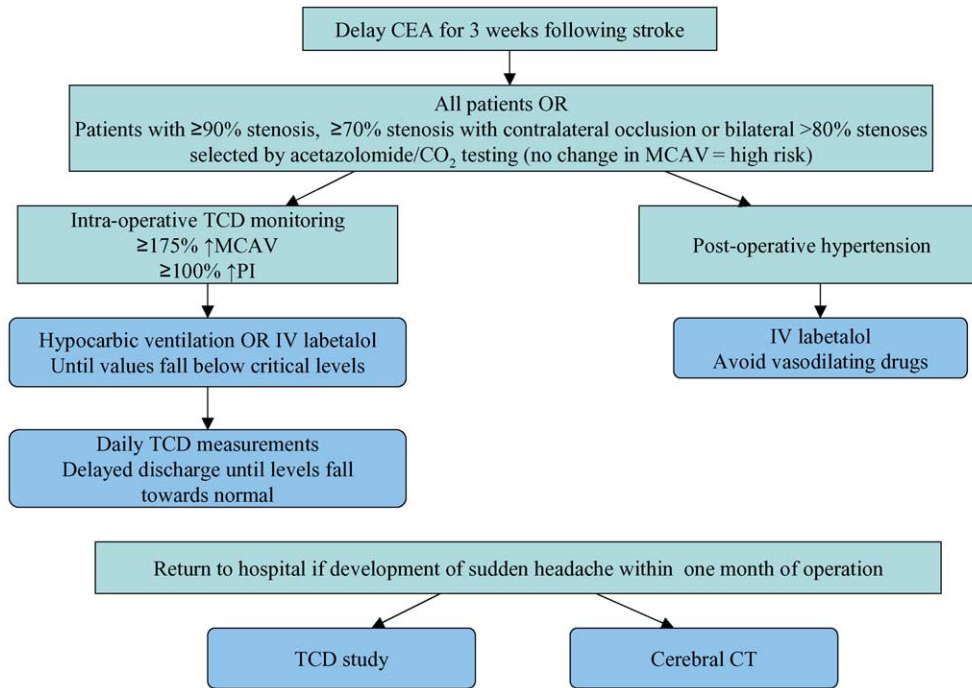 Delay CEA for 3 weeks following stroke
All patients OR
Patients with ≥90% stenosis, ≥70% stenosis with contralateral occlusion or bilateral >80% stenoses
selected by acetazolomide/CO₂ testing (no change in MCAV = high risk)
Intra-operative TCD monitoring
≥175% ↑MCAV
≥100% ↑PI
Post-operative hypertension
Hypocarbic ventilation OR IV labetalol
Until values fall below critical levels
IV labetalol
Avoid vasodilating drugs
Daily TCD measurements
Delayed discharge until levels fall
towards normal
Return to hospital if development of sudden headache within one month of operation
TCD study
Cerebral CT